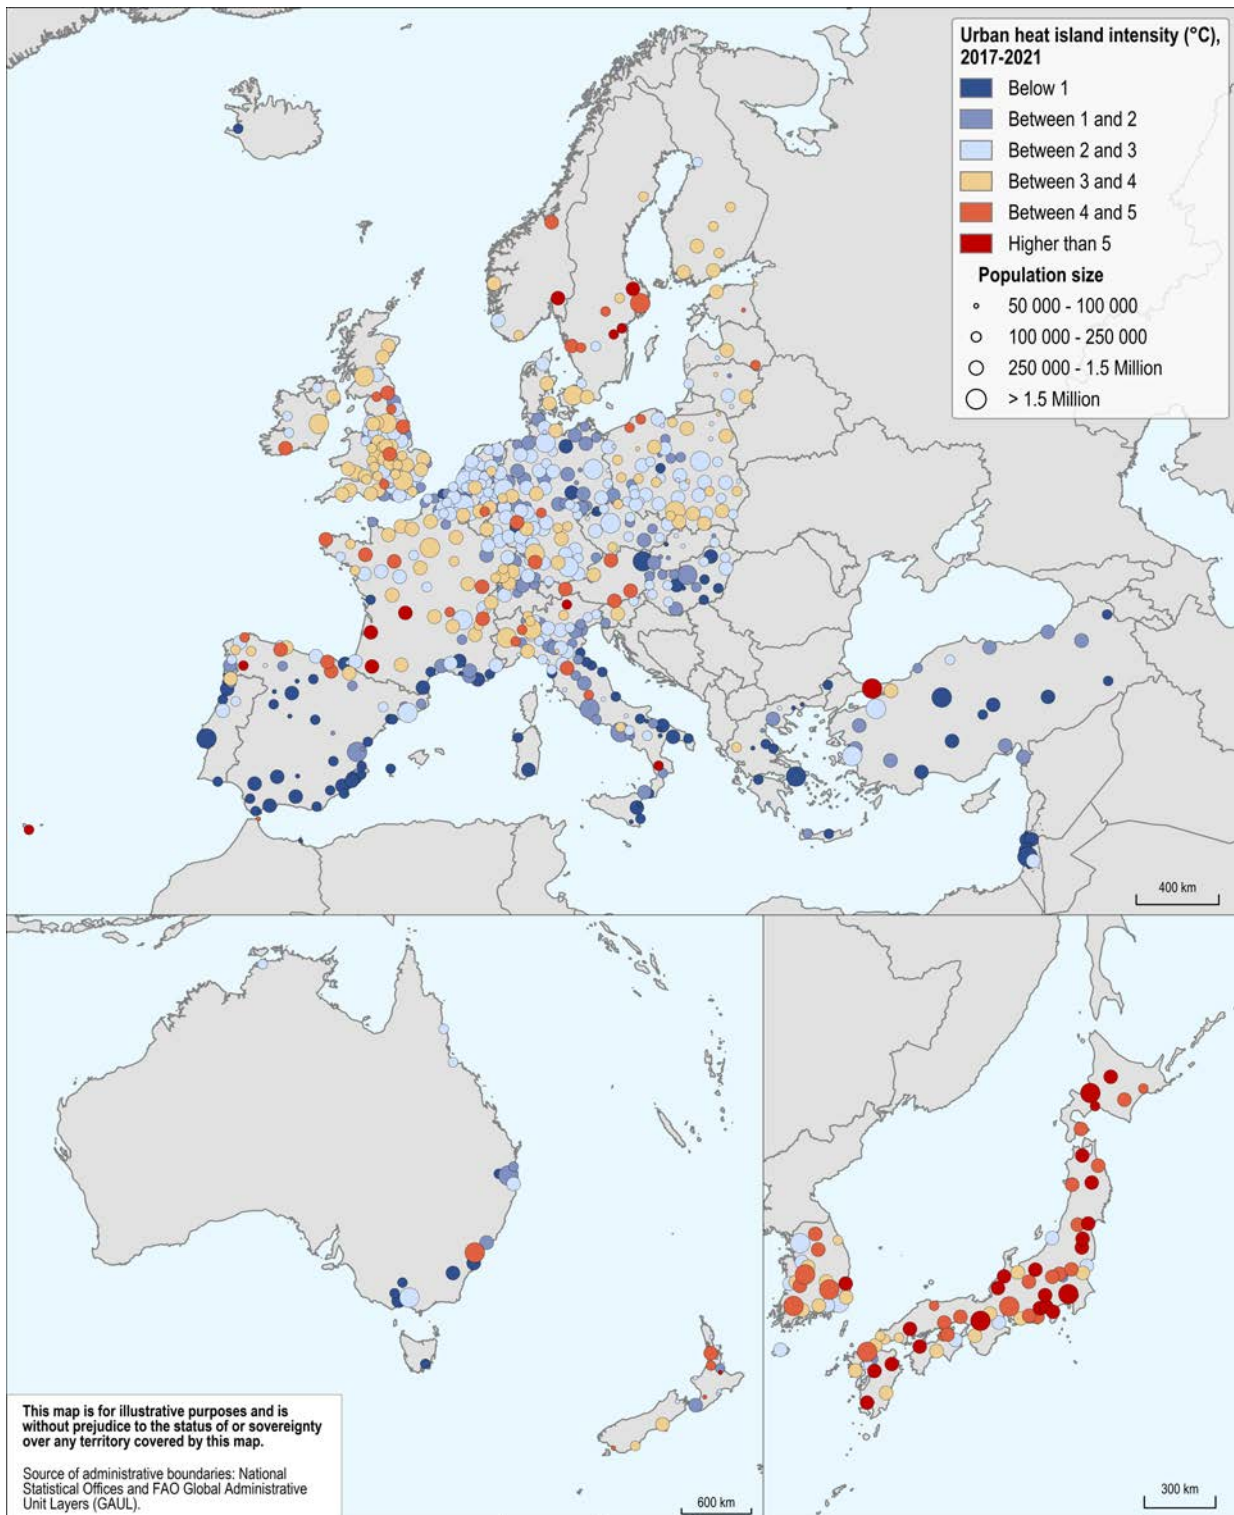 Urban heat island intensity (°C),
2017-2021
Below 1
Between 1 and 2
Between 2 and 3
Between 3 and 4
Between 4 and 5
Higher than 5
Population size
50 000 - 100 000
100 000 - 250 000
250 000 - 1.5 Million
> 1.5 Million
400 km
This map is for illustrative purposes and is
without prejudice to the status of or sovereignty
over any territory covered by this map.
Source of administrative boundaries: National
Statistical Offices and FAO Global Administrative
Unit Layers (GAUL).
600 km
300 km